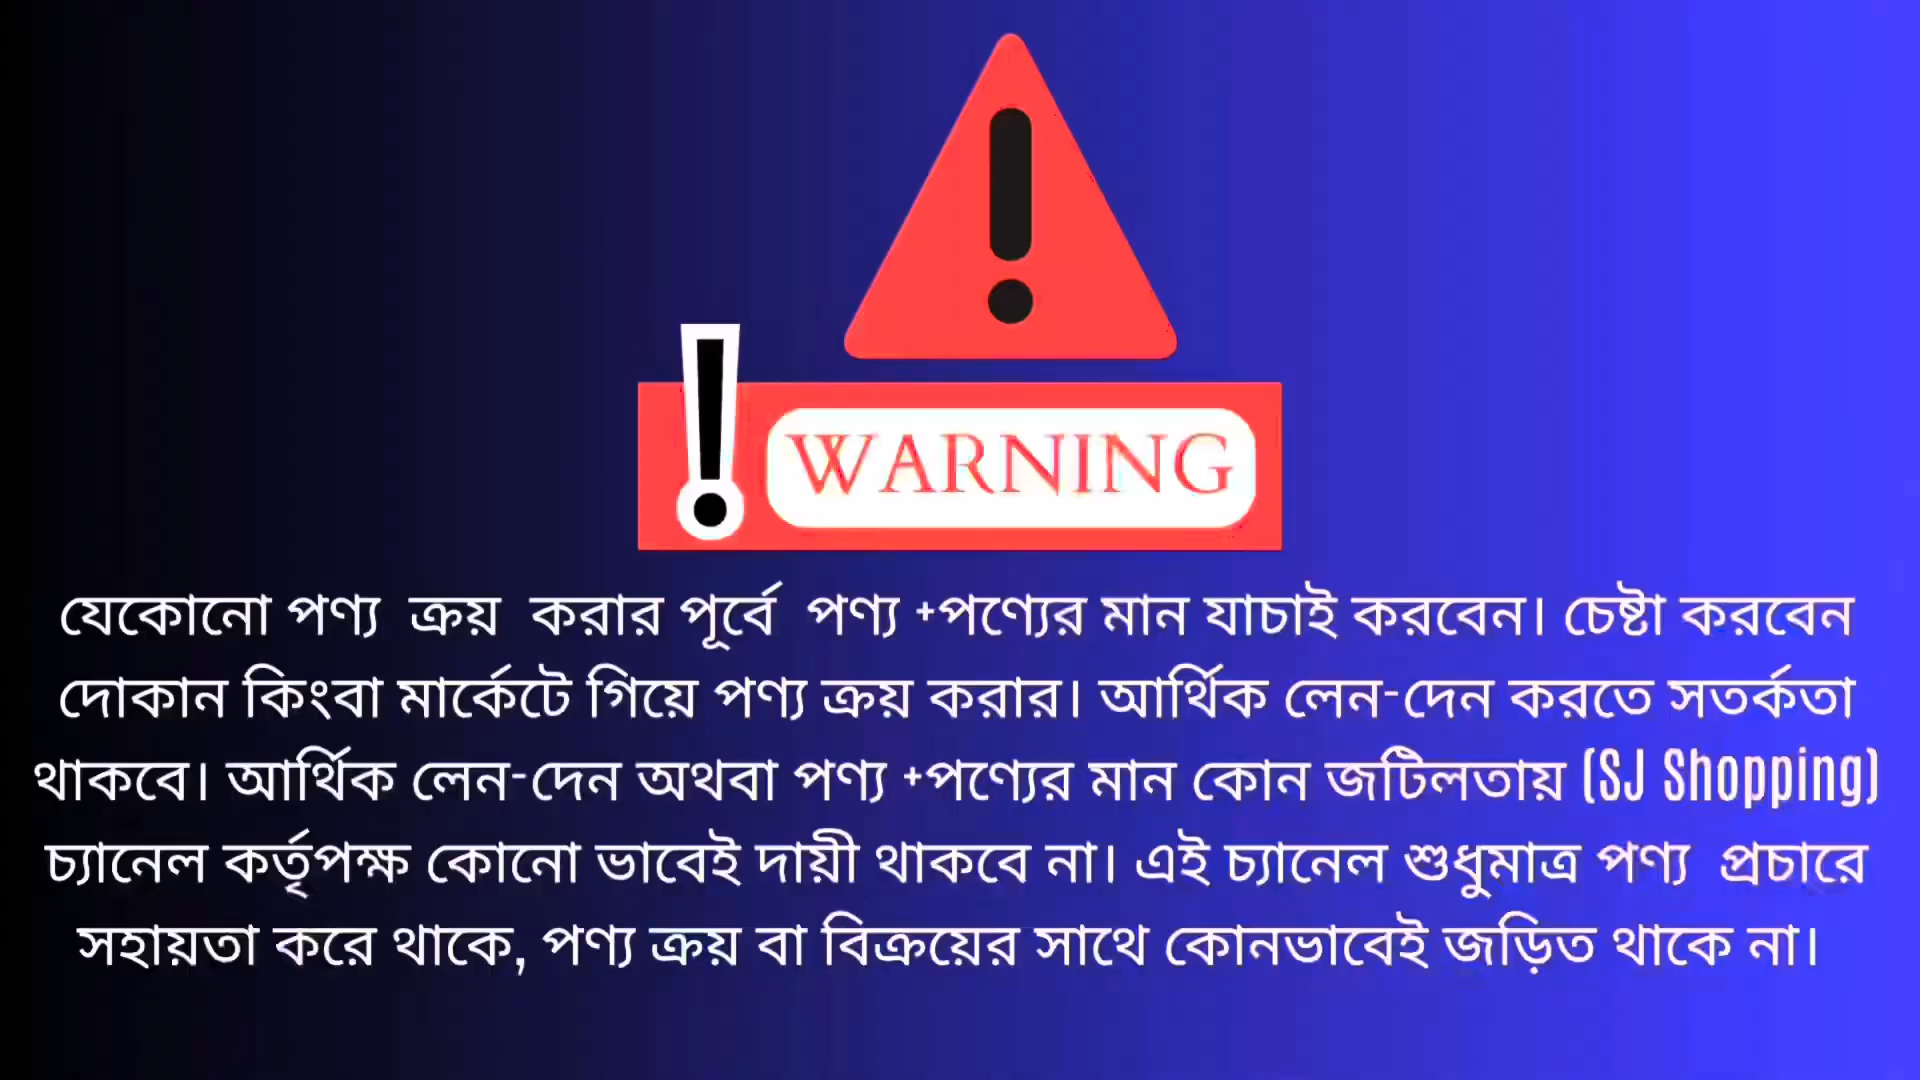 WARNING
যেকোনো পণ্য ক্রয় করার পূর্বে পণ্য +পণ্যের মান যাচাই করবেন। চেষ্টা করবেন
দোকান কিংবা মার্কেটে গিয়ে পণ্য ক্রয় করার। আর্থিক লেন-দেন করতে সতর্কতা
থাকবে। আর্থিক লেন-দেন অথবা পণ্য +পণ্যের মান কোন জটিলতায় (SJ Shopping)
চ্যানেল কর্তৃপক্ষ কোনো ভাবেই দায়ী থাকবে না। এই চ্যানেল শুধুমাত্র পণ্য প্রচারে
সহায়তা করে থাকে, পণ্য ক্রয় বা বিক্রয়ের সাথে কোনভাবেই জড়িত থাকে না।